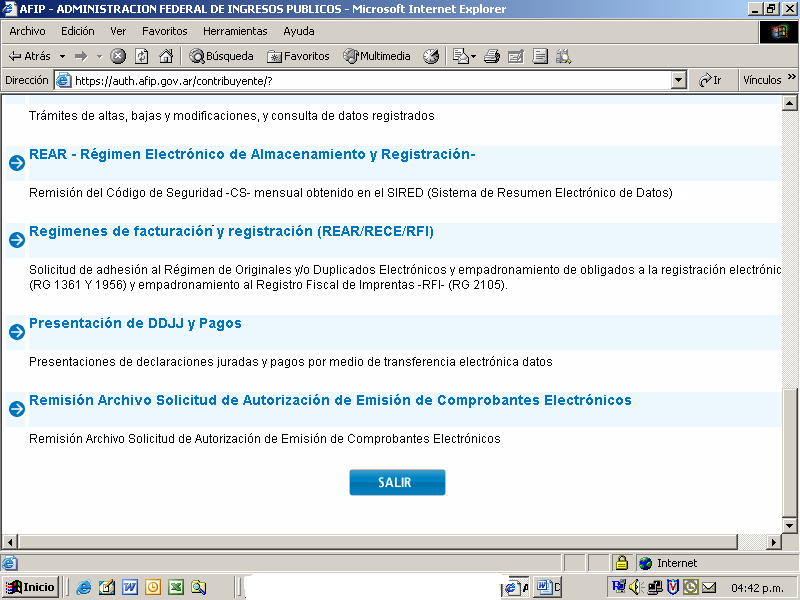 AFIP - ADMINISTRACION FEDERAL DE INGRESOS PUBLICOS - Microsoft Internet Explorer
Archivo Edición Ver Favoritos Herramientas Ayuda
Atrás Búsqueda Favoritos Multimedia
Dirección https://auth.afip.gov.ar/contribuyente/? Ir Vínculos »
Trámites de altas, bajas y modificaciones, y consulta de datos registrados
REAR - Régimen Electrónico de Almacenamiento y Registración-
Remisión del Código de Seguridad -CS- mensual obtenido en el SIRED (Sistema de Resumen Electrónico de Datos)
Regimenes de facturación y registración (REAR/RECE/RFI)
Solicitud de adhesión al Régimen de Originales y/o Duplicados Electrónicos y empadronamiento de obligados a la registración electrónic
(RG 1361 Y 1956) y empadronamiento al Registro Fiscal de Imprentas -RFI- (RG 2105).
Presentación de DDJJ y Pagos
Presentaciones de declaraciones juradas y pagos por medio de transferencia electrónica datos
Remisión Archivo Solicitud de Autorización de Emisión de Comprobantes Electrónicos
Remisión Archivo Solicitud de Autorización de Emisión de Comprobantes Electrónicos
SALIR
Internet
Inicio 04:42 p.m.